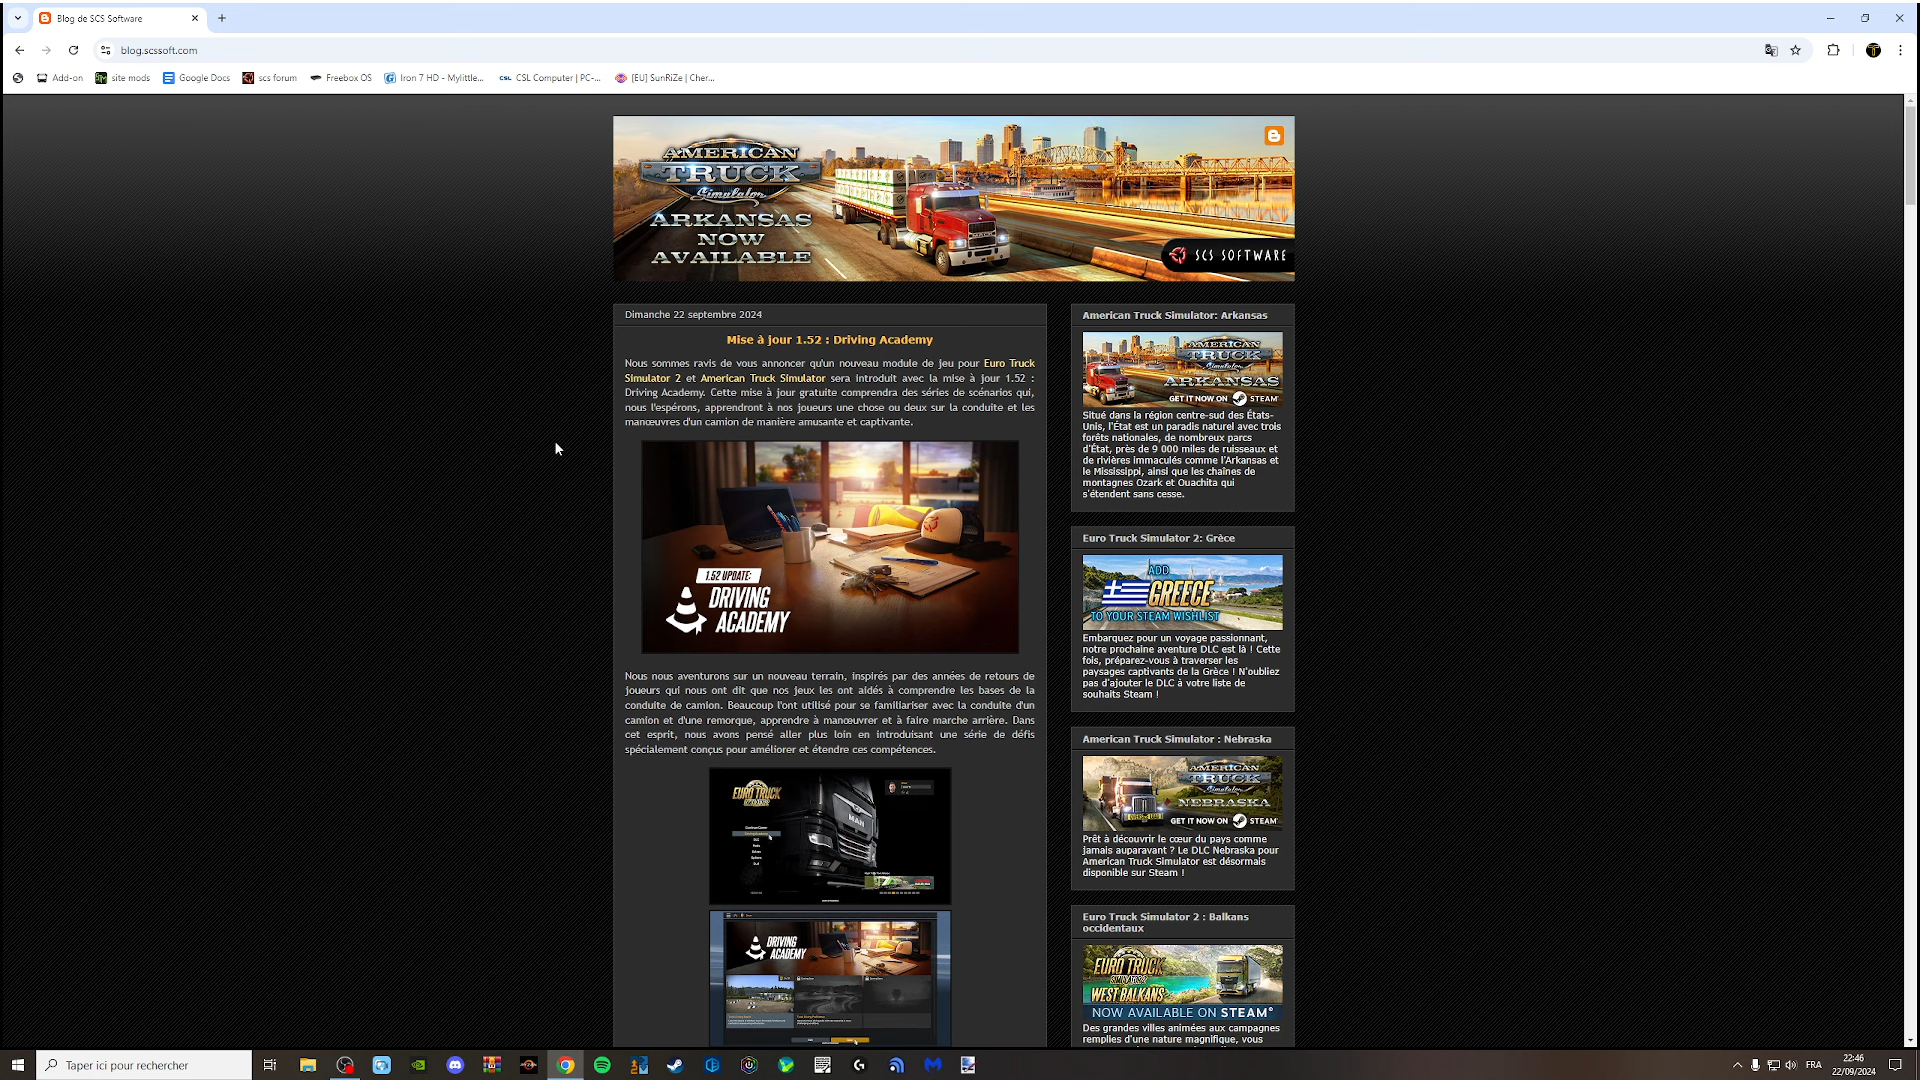 Blog de SCS Software
blog.scssoft.com
Add-on
site mods
Google Docs
scs forum
Freebox OS
Iron 7 HD - Mylittle...
CSL Computer | PC-...
[EU] SunRiZe | Cher...
AMERICAN
TRUCK
Simulator
ARKANSAS
NOW
AVAILABLE
SCS SOFTWARE
Dimanche 22 septembre 2024
Mise à jour 1.52 : Driving Academy
Nous sommes ravis de vous annoncer qu'un nouveau module de jeu pour Euro Truck
Simulator 2 et American Truck Simulator sera introduit avec la mise à jour 1.52 :
Driving Academy. Cette mise à jour gratuite comprendra des séries de scénarios qui,
nous l'espérons, apprendront à nos joueurs une chose ou deux sur la conduite et les
manœuvres d'un camion de manière amusante et captivante.
1.52 UPDATE:
DRIVING
ACADEMY
Nous nous aventurons sur un nouveau terrain, inspirés par des années de retours de
joueurs qui nous ont dit que nos jeux les ont aidés à comprendre les bases de la
conduite de camion. Beaucoup l'ont utilisé pour se familiariser avec la conduite d'un
camion et d'une remorque, apprendre à manœuvrer et à faire marche arrière. Dans
cet esprit, nous avons pensé aller plus loin en introduisant une série de défis
spécialement conçus pour améliorer et étendre ces compétences.
EURO TRUCK
MAN
DRIVING
ACADEMY
American Truck Simulator: Arkansas
AMERICAN
TRUCK
Simulator
ARKANSAS
GET IT NOW ON STEAM
Situé dans la région centre-sud des États-
Unis, l'État est un paradis naturel avec trois
forêts nationales, de nombreux parcs
d'État, près de 9 000 miles de ruisseaux et
de rivières immaculés comme l'Arkansas et
le Mississippi, ainsi que les chaînes de
montagnes Ozark et Ouachita qui
s'étendent sans cesse.
Euro Truck Simulator 2: Grèce
ADD
GREECE
TO YOUR STEAM WISHLIST
Embarquez pour un voyage passionnant,
notre prochaine aventure DLC est là ! Cette
fois, préparez-vous à traverser les
paysages captivants de la Grèce ! N'oubliez
pas d'ajouter le DLC à votre liste de
souhaits Steam !
American Truck Simulator : Nebraska
AMERICAN
TRUCK
Simulator
NEBRASKA
OVERSIZE LOAD
GET IT NOW ON STEAM
Prêt à découvrir le cœur du pays comme
jamais auparavant ? Le DLC Nebraska pour
American Truck Simulator est désormais
disponible sur Steam !
Euro Truck Simulator 2 : Balkans
occidentaux
EURO TRUCK
SIMULATOR 2
WEST BALKANS
NOW AVAILABLE ON STEAM
Des grandes villes animées aux campagnes
remplies d'une nature magnifique, vous
Taper ici pour rechercher
FRA
22:46
22/09/2024